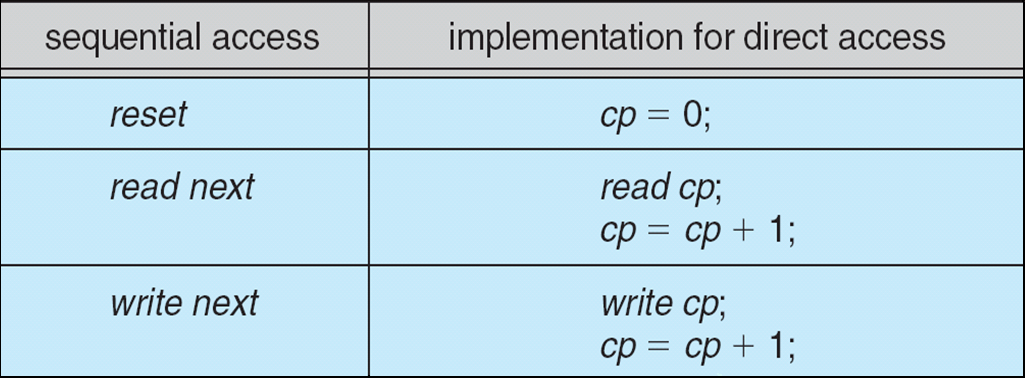 sequential access implementation for direct access
reset cp = 0;
read next read cp;
cp = cp + 1;
write next write cp;
cp = cp + 1;